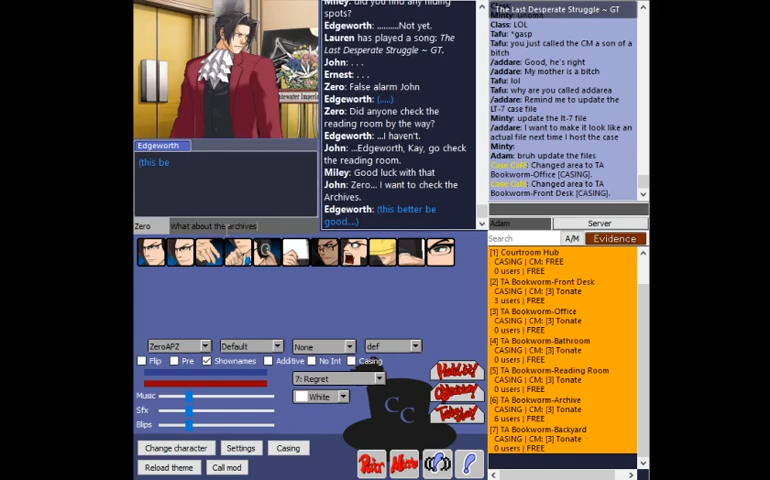 Miley: did you find any hiding
spots?
Edgeworth: ..........Not yet.
Lauren has played a song: The
Last Desperate Struggle ~ GT.
John: . . .
Ernest: . . .
Zero: False alarm John
Edgeworth: (.....)
Zero: Did anyone check the
reading room by the way?
Edgeworth: ...I haven't.
John: ...Edgeworth, Kay, go check
the reading room.
Miley: Good luck with that
John: Zero... I want to check the
Archives.
Edgeworth: (this better be
good....)
Edgeworth
(this be
Zero
What about the archives
The Last Desperate Struggle ~ GT
Minty: unomit
Class: LOL
Tafu: *gasp
Tafu: you just called the CM a son of a
bitch
/addare: Good, he's right
/addare: My mother is a bitch
Tafu: lol
Tafu: why are you called addarea
/addare: Remind me to update the
LT-7 case file
Minty: update the lt-7 file
/addare: I want to make it look like an
actual file next time I host the case
Minty:
Adam: bruh update the files
Case Café: Changed area to TA
Bookworm-Office [CASING].
Case Café: Changed area to TA
Bookworm-Front Desk [CASING].
Adam
Server
Search
A/M
Evidence
[1] Courtroom Hub
CASING | CM: FREE
0 users | FREE
[2] TA Bookworm-Front Desk
CASING | CM: [3] Tonate
3 users | FREE
[3] TA Bookworm-Office
CASING | CM: [3] Tonate
0 users | FREE
[4] TA Bookworm-Bathroom
CASING | CM: [3] Tonate
0 users | FREE
[5] TA Bookworm-Reading Room
CASING | CM: [3] Tonate
0 users | FREE
[6] TA Bookworm-Archive
CASING | CM: [3] Tonate
6 users | FREE
[7] TA Bookworm-Backyard
CASING | CM: [3] Tonate
0 users | FREE
ZeroAPZ
Default
None
def
Flip
Pre
Shownames
Additive
No Int
Casing
7: Regret
White
Music
Sfx
Blips
Hold it!
Objection!
Take that!
CC
Change character
Settings
Casing
Reload theme
Call mod
Pair
Mute